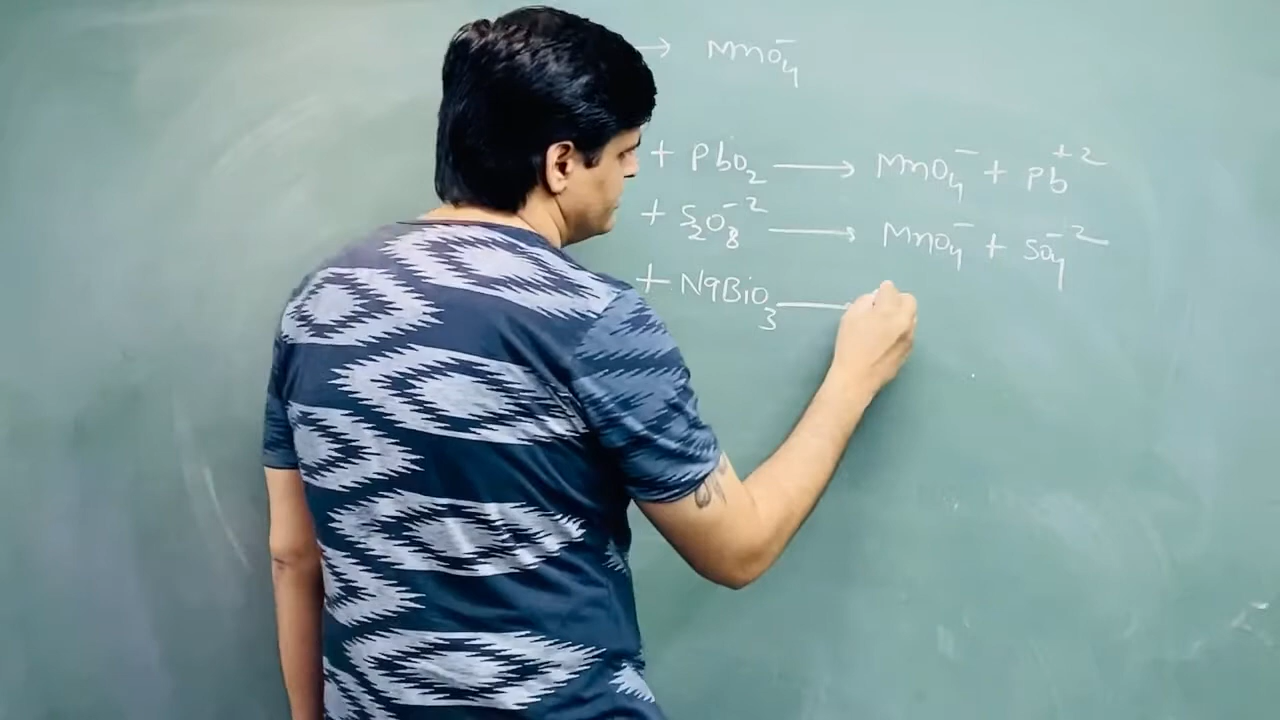 → MnO₄⁻
+ PbO₂ → MnO₄⁻ + Pb⁺²
+ S₂O₈⁻² → MnO₄⁻ + SO₄⁻²
+ NaBiO₃ →